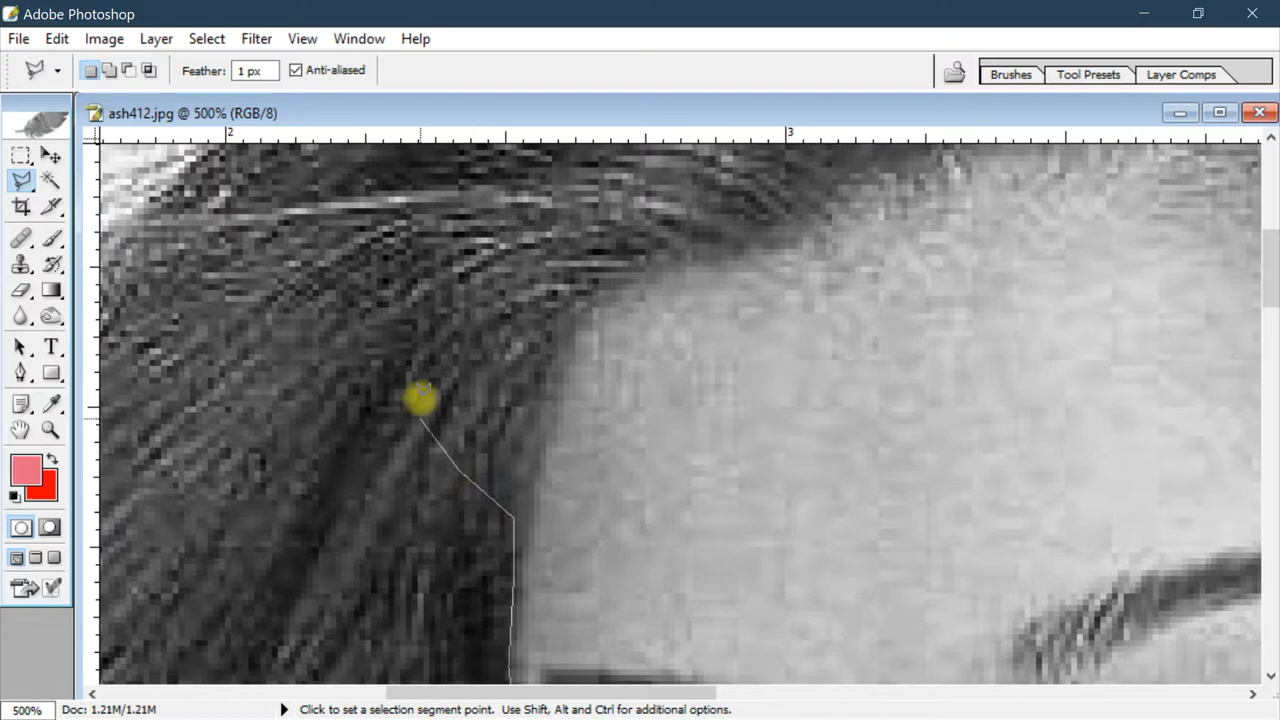 Adobe Photoshop
File Edit Image Layer Select Filter View Window Help
Feather: 1 px Anti-aliased Brushes Tool Presets Layer Comps
ash412.jpg @ 500% (RGB/8)
2 3
T
500% Doc: 1.21M/1.21M Click to set a selection segment point. Use Shift, Alt and Ctrl for additional options.